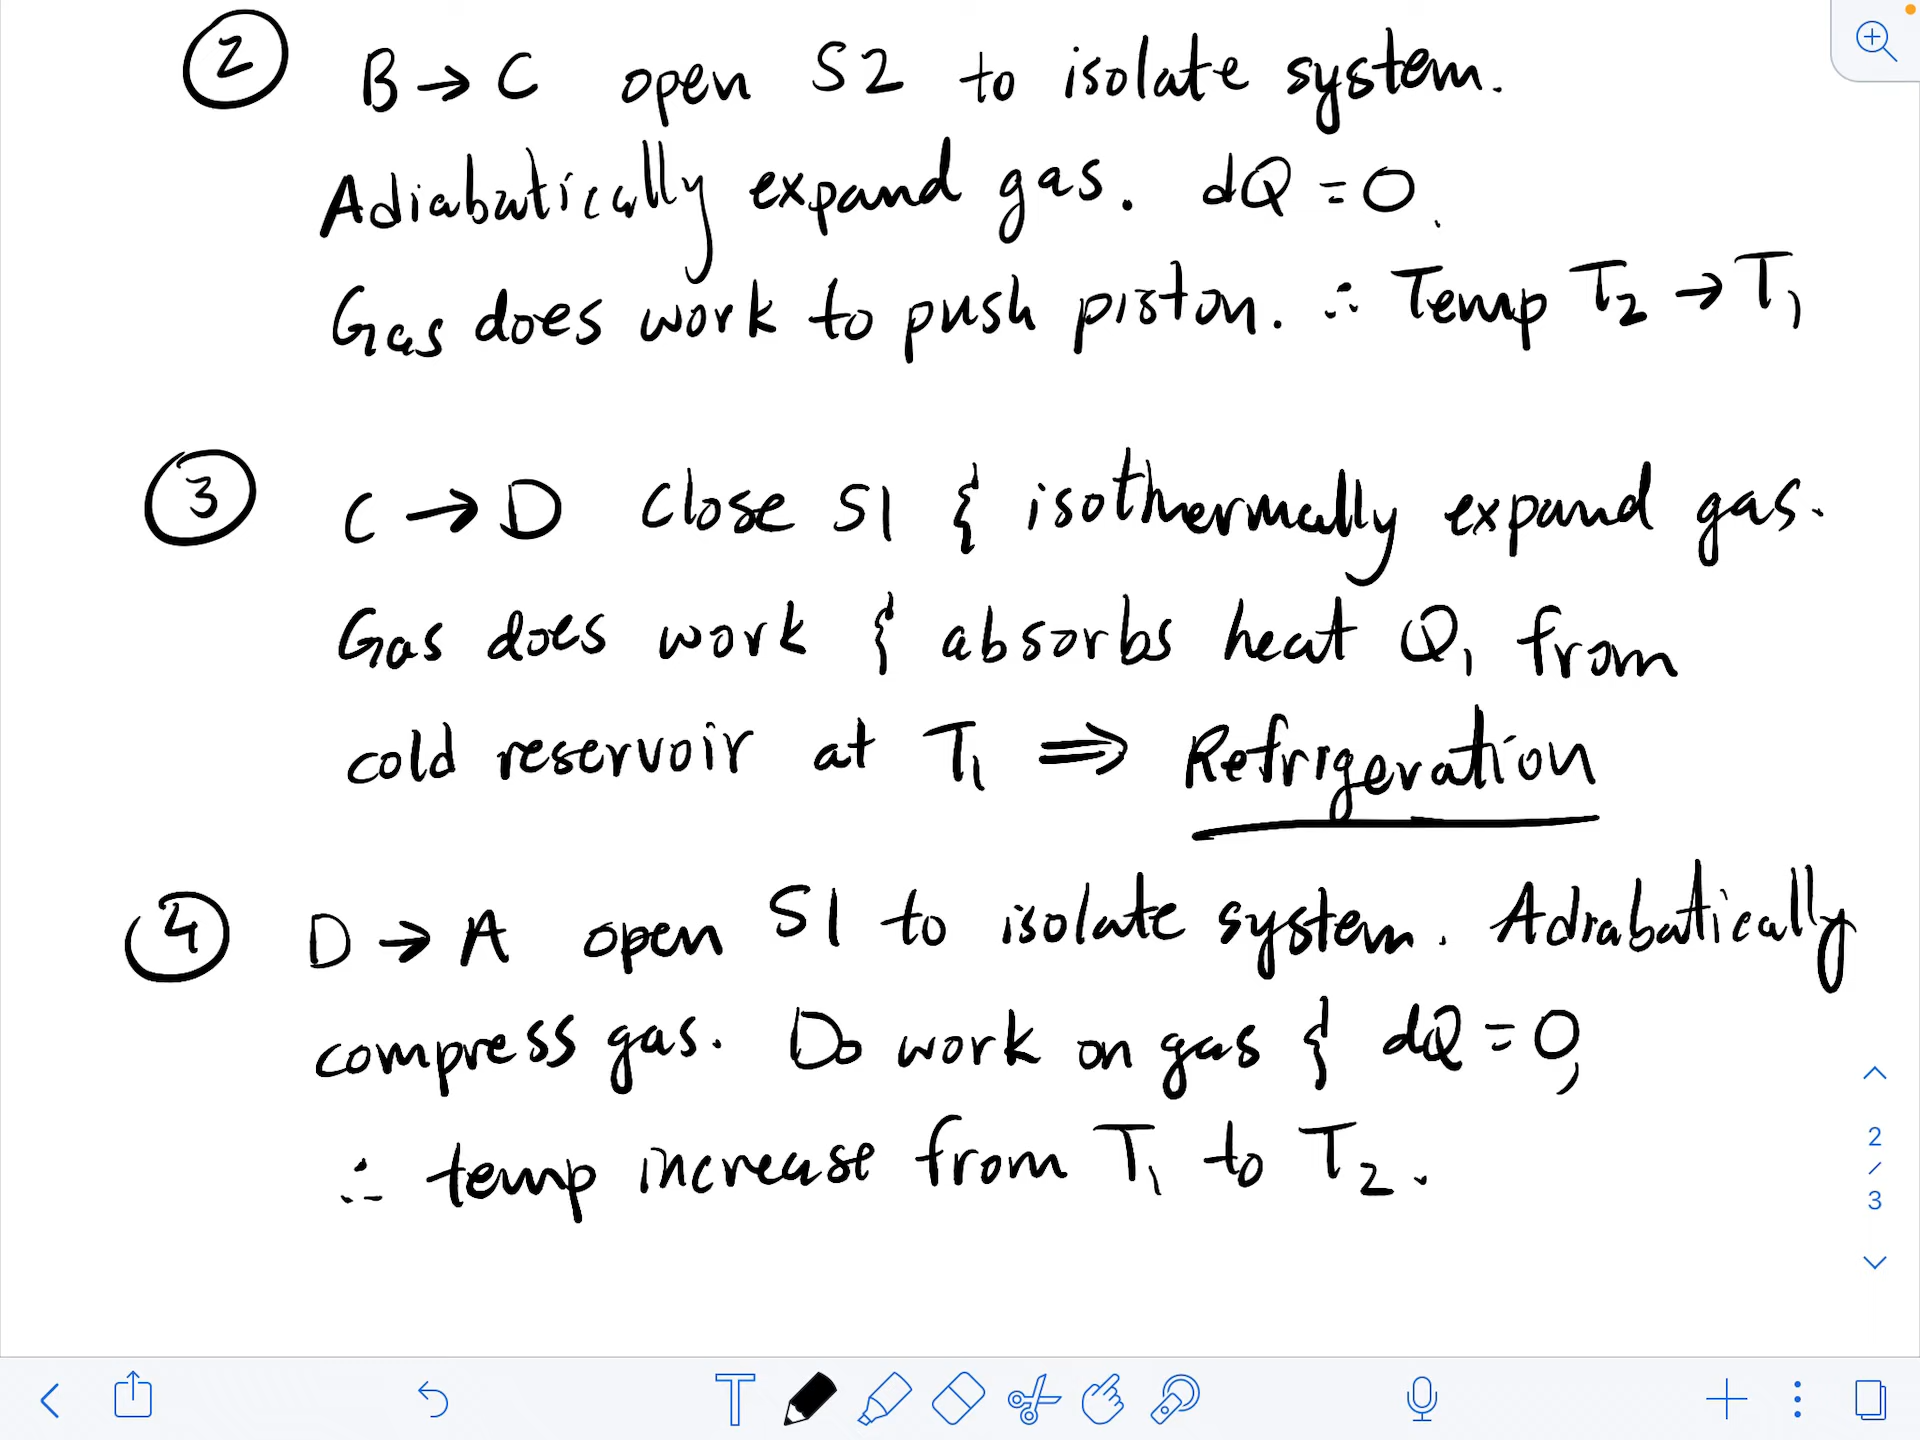 ② B → C open S2 to isolate system.
Adiabatically expand gas. dQ = 0.
Gas does work to push piston. ∴ Temp T₂ → T₁
③ C → D Close S1 & isothermally expand gas.
Gas does work & absorbs heat Q₁ from
cold reservoir at T₁ ⇒ Refrigeration
④ D → A open S1 to isolate system. Adiabatically
compress gas. Do work on gas & dQ = 0,
∴ temp increase from T₁ to T₂.
2
/
3
T